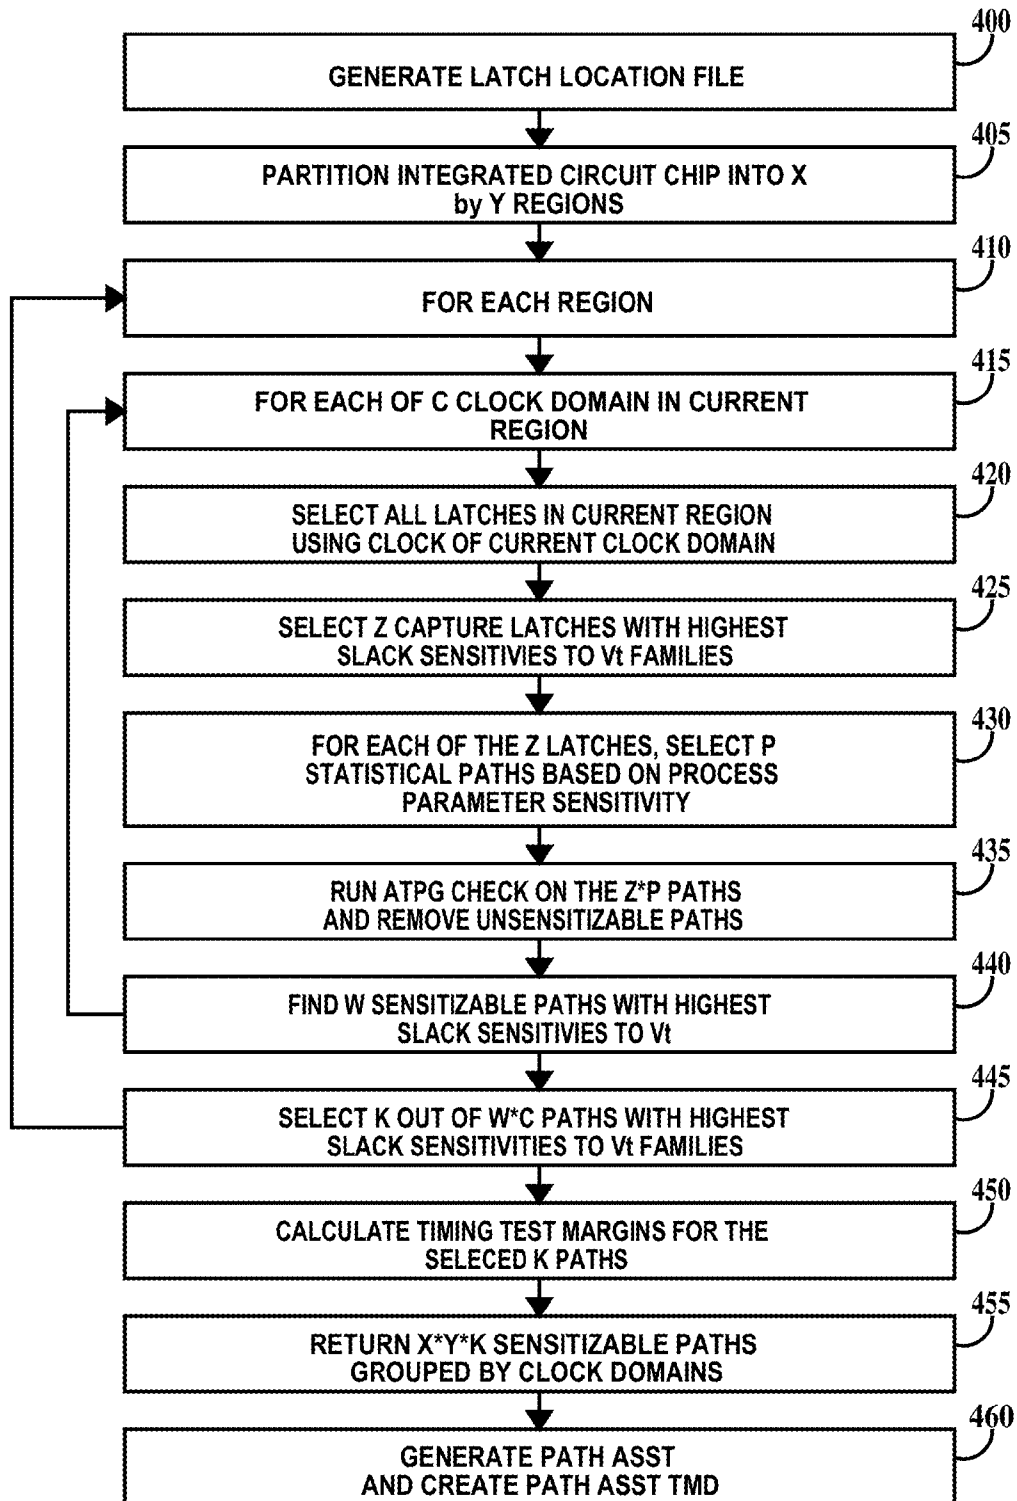 400
GENERATE LATCH LOCATION FILE
405
PARTITION INTEGRATED CIRCUIT CHIP INTO X
by Y REGIONS
410
FOR EACH REGION
415
FOR EACH OF C CLOCK DOMAIN IN CURRENT
REGION
420
SELECT ALL LATCHES IN CURRENT REGION
USING CLOCK OF CURRENT CLOCK DOMAIN
425
SELECT Z CAPTURE LATCHES WITH HIGHEST
SLACK SENSITIVIES TO Vt FAMILIES
430
FOR EACH OF THE Z LATCHES, SELECT P
STATISTICAL PATHS BASED ON PROCESS
PARAMETER SENSITIVITY
435
RUN ATPG CHECK ON THE Z*P PATHS
AND REMOVE UNSENSITIZABLE PATHS
440
FIND W SENSITIZABLE PATHS WITH HIGHEST
SLACK SENSITIVIES TO Vt
445
SELECT K OUT OF W*C PATHS WITH HIGHEST
SLACK SENSITIVITIES TO Vt FAMILIES
450
CALCULATE TIMING TEST MARGINS FOR THE
SELECED K PATHS
455
RETURN X*Y*K SENSITIZABLE PATHS
GROUPED BY CLOCK DOMAINS
460
GENERATE PATH ASST
AND CREATE PATH ASST TMD